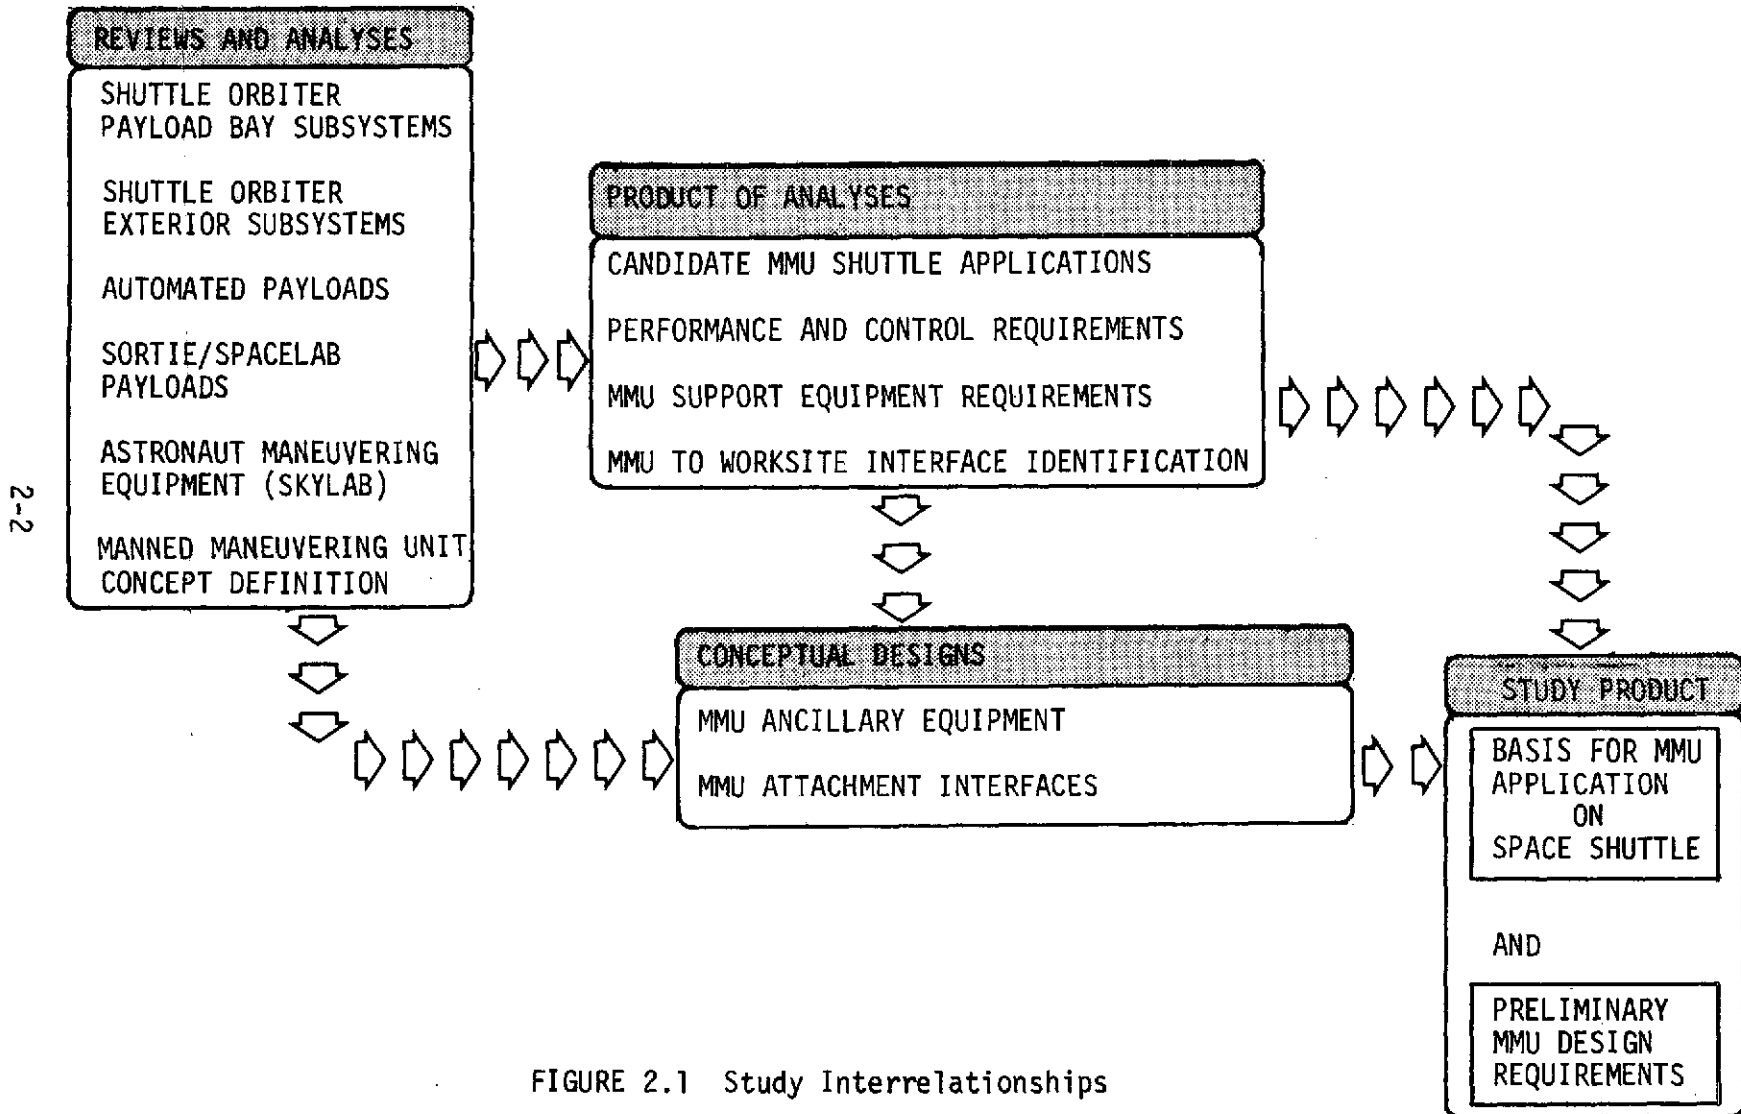 REVIEWS AND ANALYSES
SHUTTLE ORBITER
PAYLOAD BAY SUBSYSTEMS
SHUTTLE ORBITER
EXTERIOR SUBSYSTEMS
AUTOMATED PAYLOADS
SORTIE/SPACELAB
PAYLOADS
ASTRONAUT MANEUVERING
EQUIPMENT (SKYLAB)
MANNED MANEUVERING UNIT
CONCEPT DEFINITION
PRODUCT OF ANALYSES
CANDIDATE MMU SHUTTLE APPLICATIONS
PERFORMANCE AND CONTROL REQUIREMENTS
MMU SUPPORT EQUIPMENT REQUIREMENTS
MMU TO WORKSITE INTERFACE IDENTIFICATION
CONCEPTUAL DESIGNS
MMU ANCILLARY EQUIPMENT
MMU ATTACHMENT INTERFACES
STUDY PRODUCT
BASIS FOR MMU
APPLICATION
ON
SPACE SHUTTLE
AND
PRELIMINARY
MMU DESIGN
REQUIREMENTS
FIGURE 2.1 Study Interrelationships
2-2